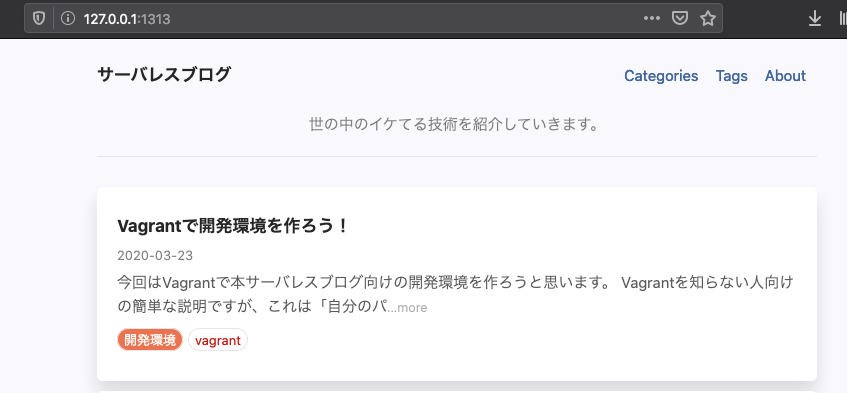 127.0.0.1:1313
サーバレスブログ
Categories Tags About
世の中のイケてる技術を紹介していきます。
Vagrantで開発環境を作ろう！
2020-03-23
今回はVagrantで本サーバレスブログ向けの開発環境を作ろうと思います。 Vagrantを知らない人向け
の簡単な説明ですが、これは「自分のパ...more
開発環境 vagrant